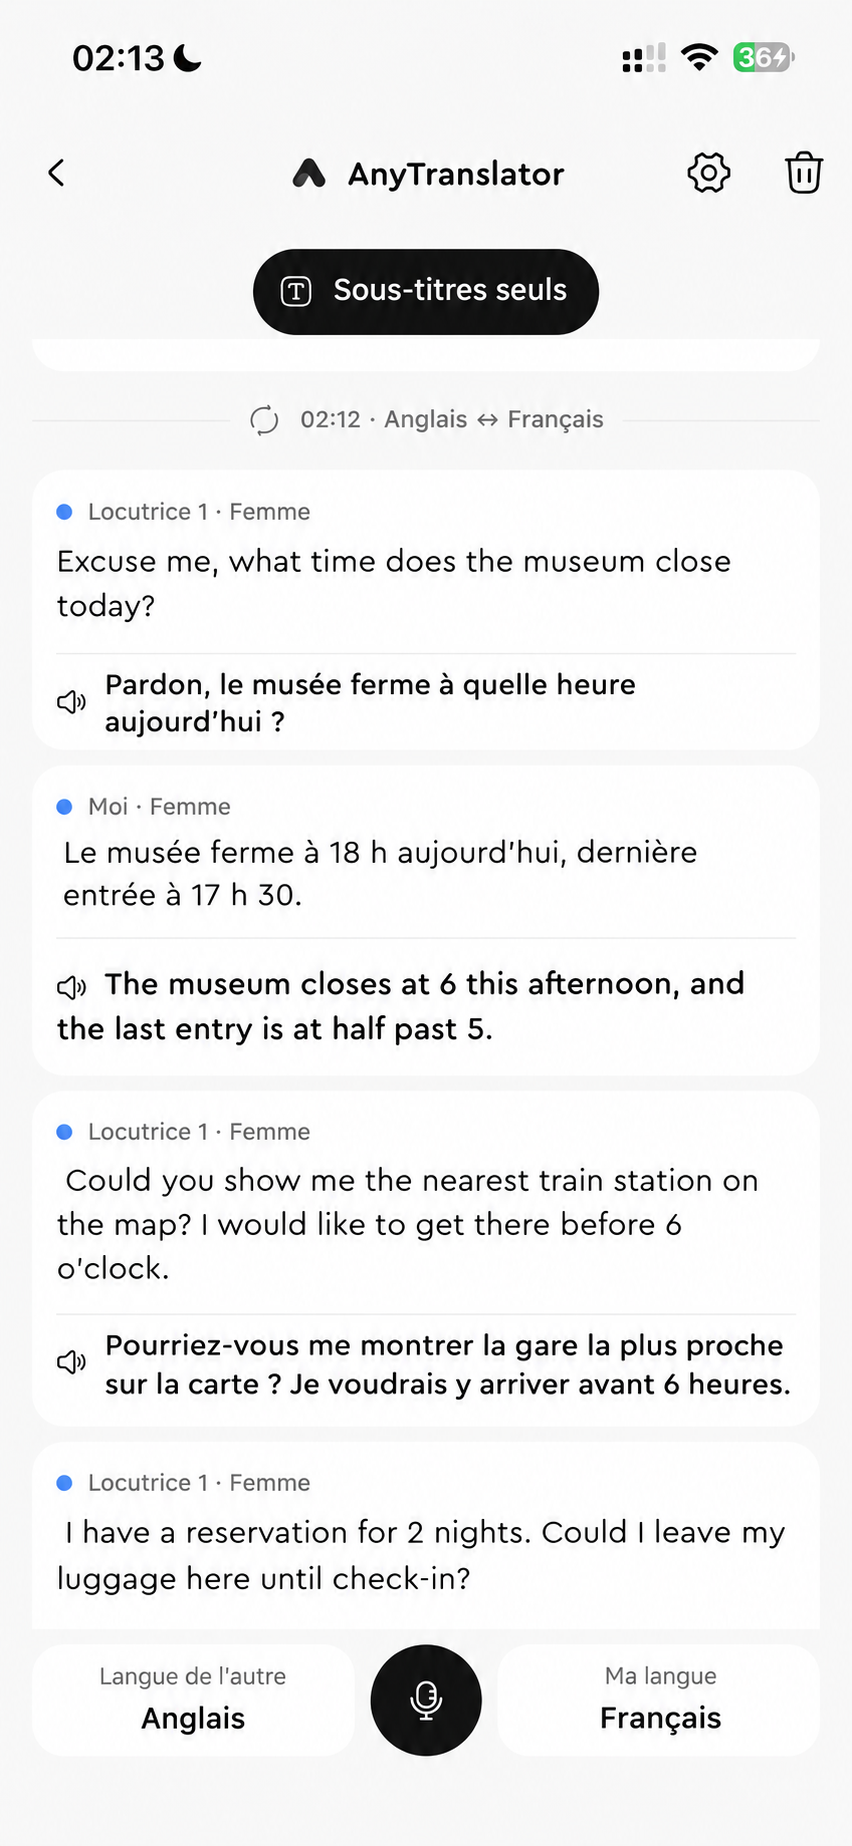 02:13
36
AnyTranslator
Sous-titres seuls
02:12 · Anglais ↔ Français
Locutrice 1 · Femme
Excuse me, what time does the museum close
today?
Pardon, le musée ferme à quelle heure
aujourd'hui ?
Moi · Femme
Le musée ferme à 18 h aujourd'hui, dernière
entrée à 17 h 30.
The museum closes at 6 this afternoon, and
the last entry is at half past 5.
Locutrice 1 · Femme
Could you show me the nearest train station on
the map? I would like to get there before 6
o'clock.
Pourriez-vous me montrer la gare la plus proche
sur la carte ? Je voudrais y arriver avant 6 heures.
Locutrice 1 · Femme
I have a reservation for 2 nights. Could I leave my
luggage here until check-in?
Langue de l'autre
Anglais
Ma langue
Français